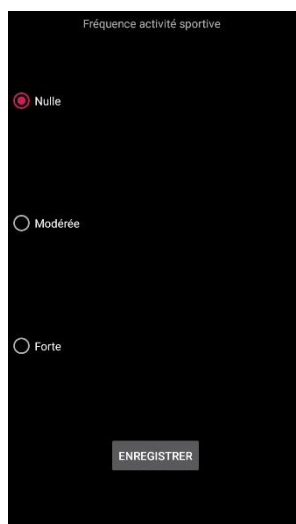 Fréquence activité sportive
Nulle
Modérée
Forte
ENREGISTRER